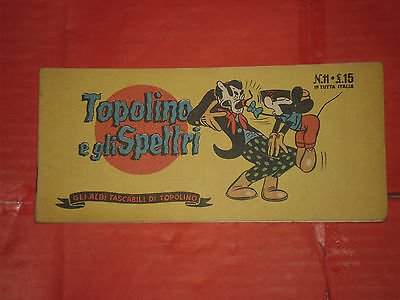 Topolino
e gli Spettri
N.11 • £.15
IN TUTTA ITALIA
GLI ALBI TASCABILI DI TOPOLINO